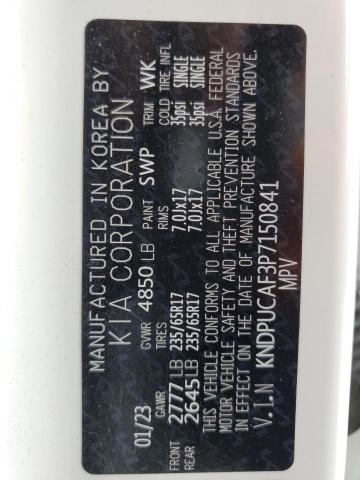 MANUFACTURED IN KOREA BY
KIA CORPORATION
01/23 GVWR 4850 LB PAINT SWP TRIM WK
GAWR TIRES RIMS COLD TIRE INFL
FRONT 2777 LB 235/65R17 7.0JX17 35psi SINGLE
REAR 2645 LB 235/65R17 7.0JX17 35psi SINGLE
THIS VEHICLE CONFORMS TO ALL APPLICABLE U.S.A FEDERAL
MOTOR VEHICLE SAFETY AND THEFT PREVENTION STANDARDS
IN EFFECT ON THE DATE OF MANUFACTURE SHOWN ABOVE.
V.I.N KNDPUCAF3P7150841
MPV